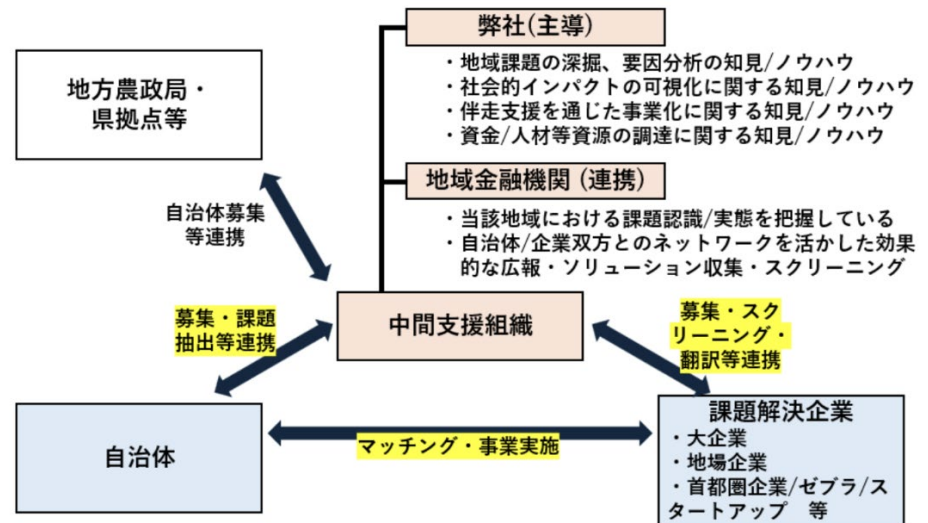 弊社(主導)
・地域課題の深掘、要因分析の知見/ノウハウ
・社会的インパクトの可視化に関する知見/ノウハウ
・伴走支援を通じた事業化に関する知見/ノウハウ
・資金/人材等資源の調達に関する知見/ノウハウ
地方農政局・
県拠点等
地域金融機関 (連携)
・当該地域における課題認識/実態を把握している
・自治体/企業双方とのネットワークを活かした効果
的な広報・ソリューション収集・スクリーニング
自治体募集
等連携
中間支援組織
募集・課題
抽出等連携
募集・スク
リーニング・
翻訳等連携
自治体
マッチング・事業実施
課題解決企業
・大企業
・地場企業
・首都圏企業/ゼブラ/ス
タートアップ　等